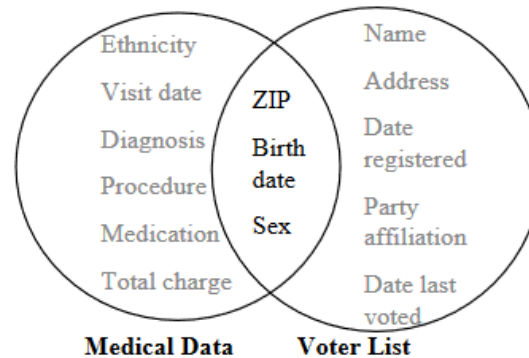 Ethnicity
Visit date
Diagnosis
Procedure
Medication
Total charge
ZIP
Birth
date
Sex
Name
Address
Date
registered
Party
affiliation
Date last
voted
Medical Data
Voter List